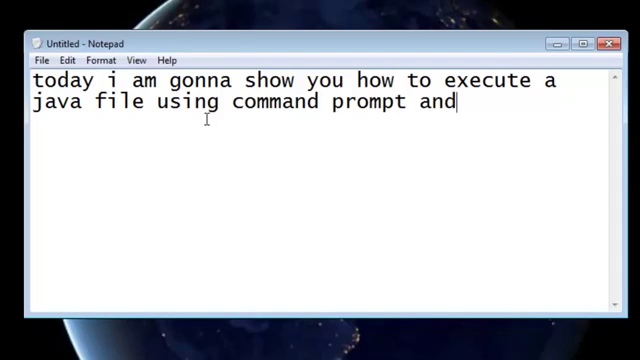 Untitled - Notepad
File Edit Format View Help
today i am gonna show you how to execute a
java file using command prompt and